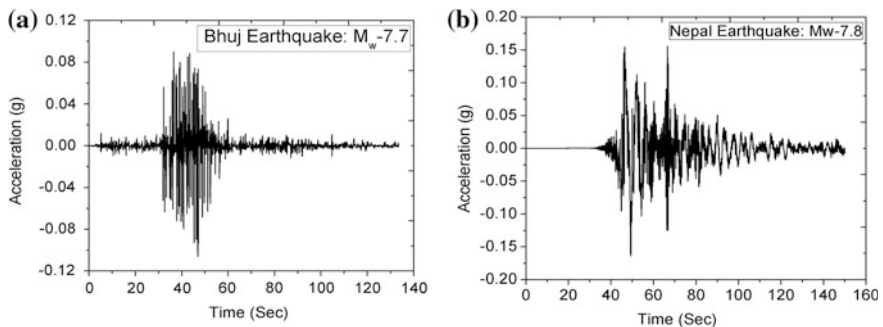 (a)
Bhuj Earthquake: Mw-7.7
Acceleration (g)
0.12
0.08
0.04
0.00
-0.04
-0.08
-0.12
0 20 40 60 80 100 120 140
Time (Sec)
(b)
Nepal Earthquake: Mw-7.8
Acceleration (g)
0.20
0.15
0.10
0.05
0.00
-0.05
-0.10
-0.15
-0.20
0 20 40 60 80 100 120 140 160
Time (Sec)